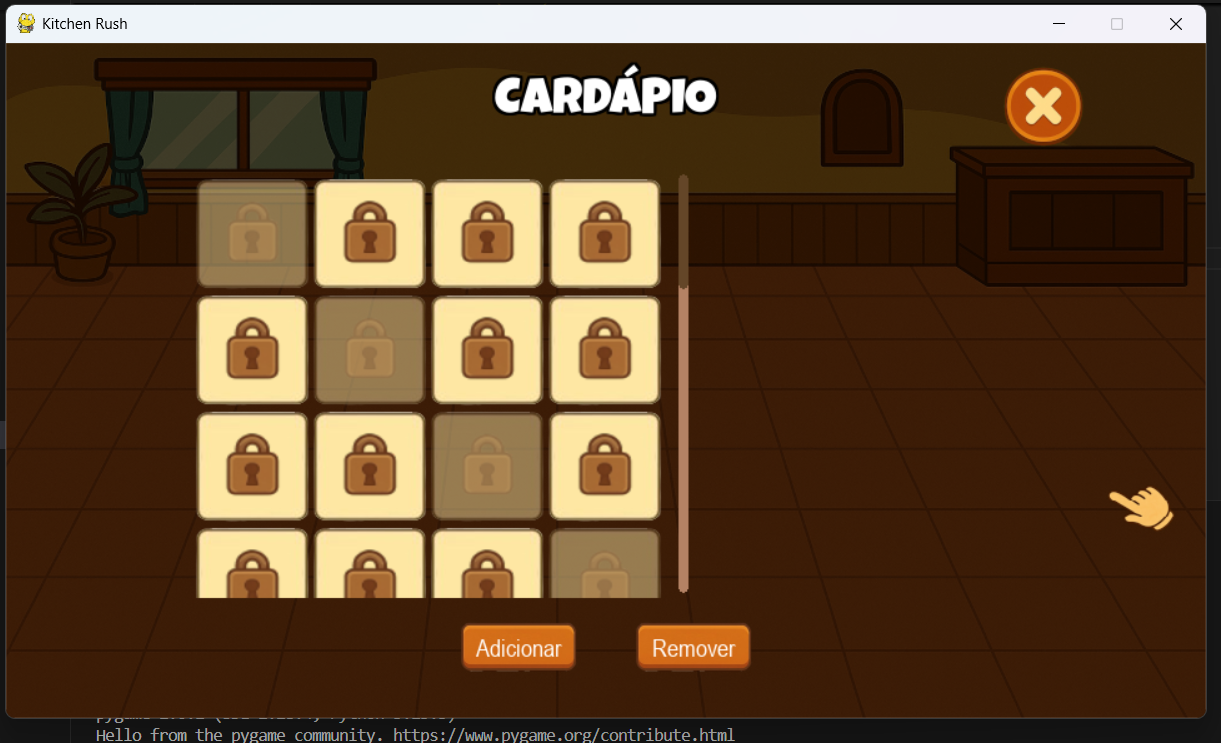 Kitchen Rush
CARDÁPIO
Adicionar
Remover
Hello from the pygame community. https://www.pygame.org/contribute.html